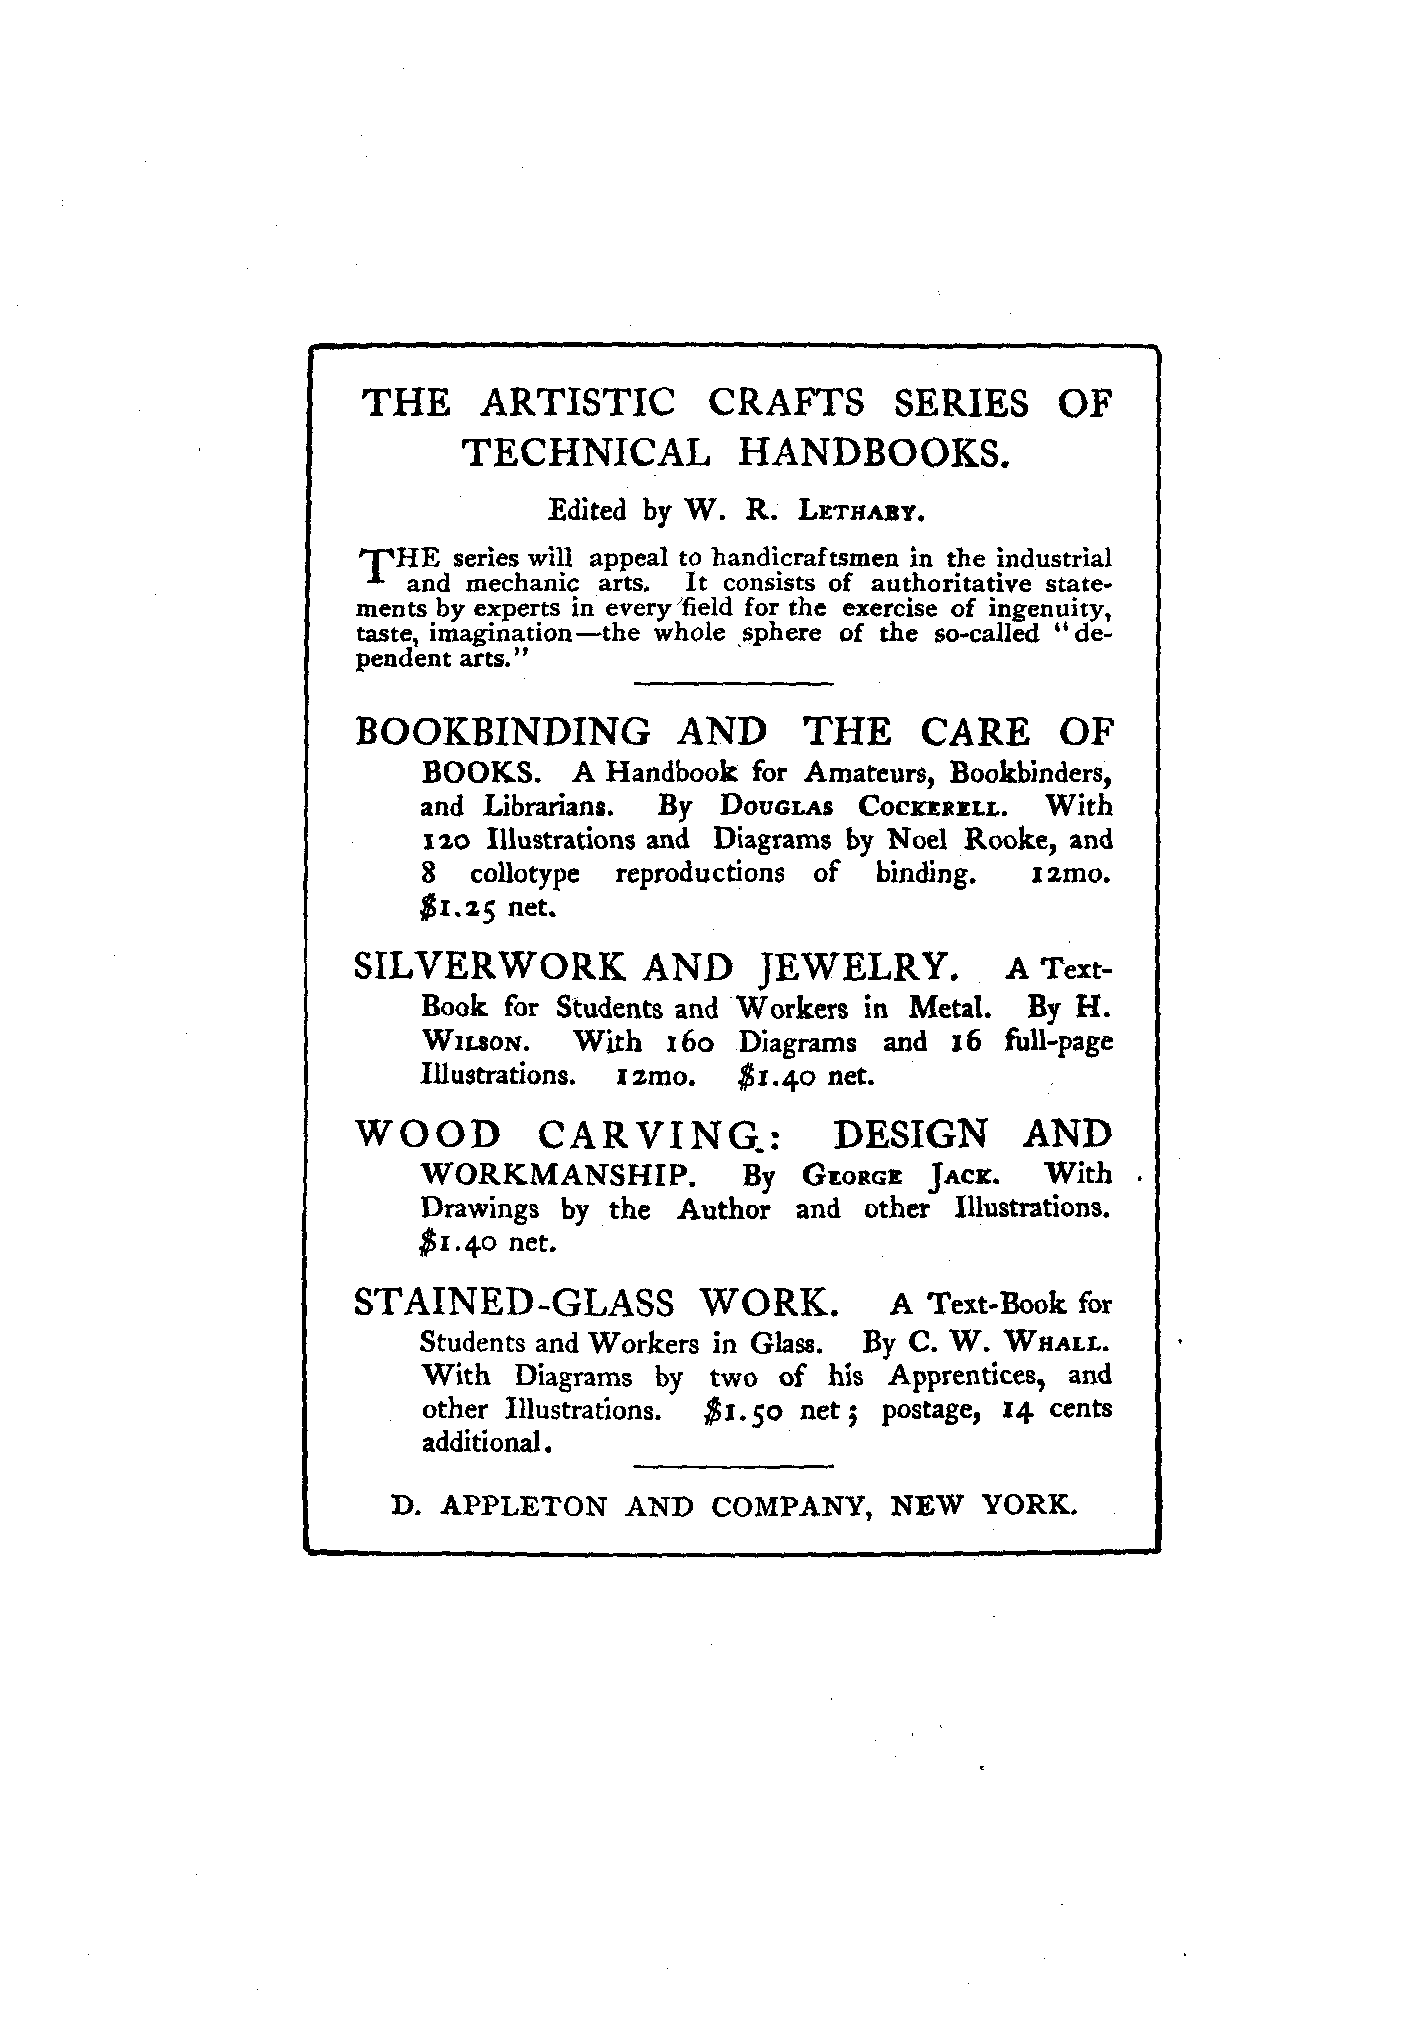 THE ARTISTIC CRAFTS SERIES OF
TECHNICAL HANDBOOKS.
Edited by W. R. LETHABY.
THE series will appeal to handicraftsmen in the industrial
and mechanic arts. It consists of authoritative state-
ments by experts in every field for the exercise of ingenuity,
taste, imagination—the whole sphere of the so-called “de-
pendent arts.”
BOOKBINDING AND THE CARE OF
BOOKS. A Handbook for Amateurs, Bookbinders,
and Librarians. By DOUGLAS COCKERELL. With
120 Illustrations and Diagrams by Noel Rooke, and
8 collotype reproductions of binding. 12mo.
$1.25 net.
SILVERWORK AND JEWELRY. A Text-
Book for Students and Workers in Metal. By H.
WILSON. With 160 Diagrams and 16 full-page
Illustrations. 12mo. $1.40 net.
WOOD CARVING: DESIGN AND
WORKMANSHIP. By GEORGE JACK. With
Drawings by the Author and other Illustrations.
$1.40 net.
STAINED-GLASS WORK. A Text-Book for
Students and Workers in Glass. By C. W. WHALL.
With Diagrams by two of his Apprentices, and
other Illustrations. $1.50 net; postage, 14 cents
additional.
D. APPLETON AND COMPANY, NEW YORK.